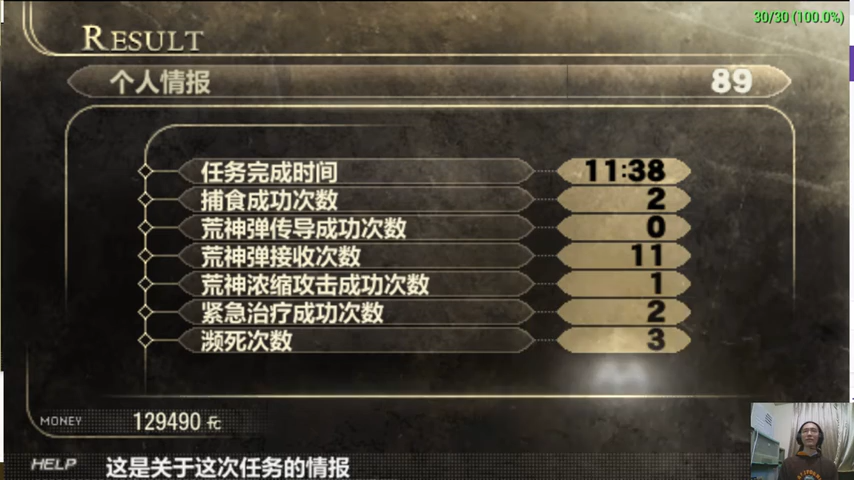 30/30 (100.0%)
RESULT
个人情报 89
任务完成时间 11:38
捕食成功次数 2
荒神弹传导成功次数 0
荒神弹接收次数 11
荒神浓缩攻击成功次数 1
紧急治疗成功次数 2
濒死次数 3
MONEY 129490 fc
HELP 这是关于这次任务的情报